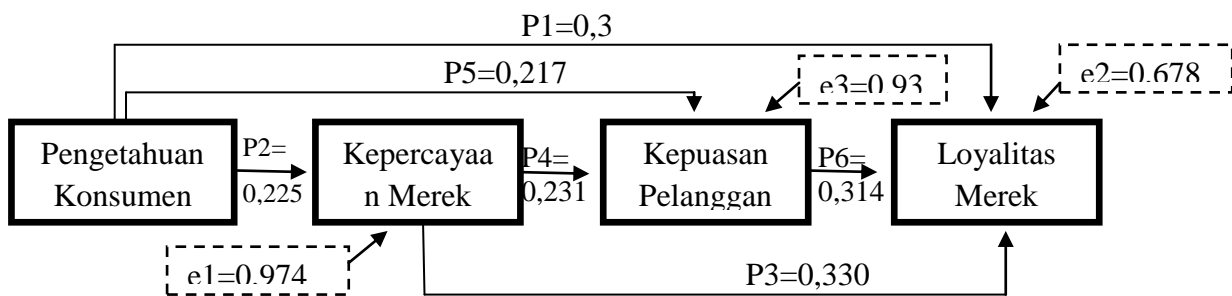 P1=0,3
P5=0,217
e3=0.93
e2=0.678
Pengetahuan
Konsumen
P2=
0,225
Kepercayaa
n Merek
P4=
0,231
Kepuasan
Pelanggan
P6=
0,314
Loyalitas
Merek
e1=0.974
P3=0,330